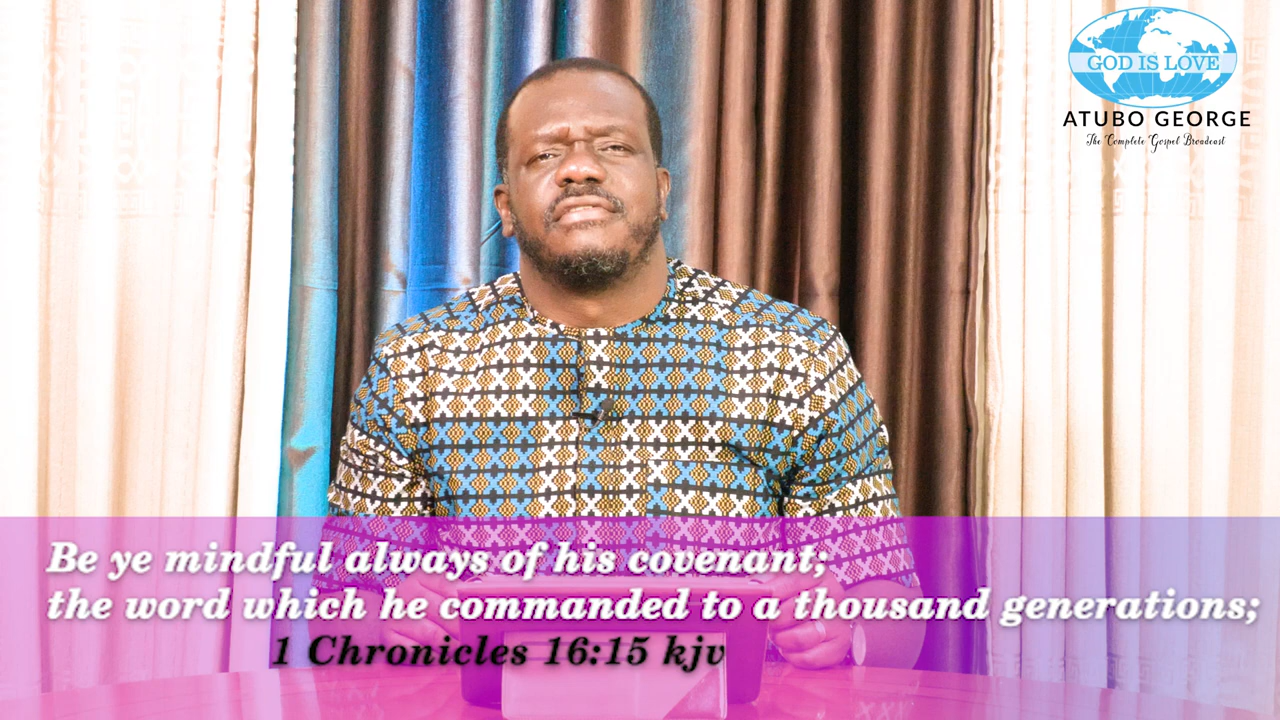 GOD IS LOVE
ATUBO GEORGE
The Complete Gospel Broadcast
Be ye mindful always of his covenant;
the word which he commanded to a thousand generations;
1 Chronicles 16:15 kjv